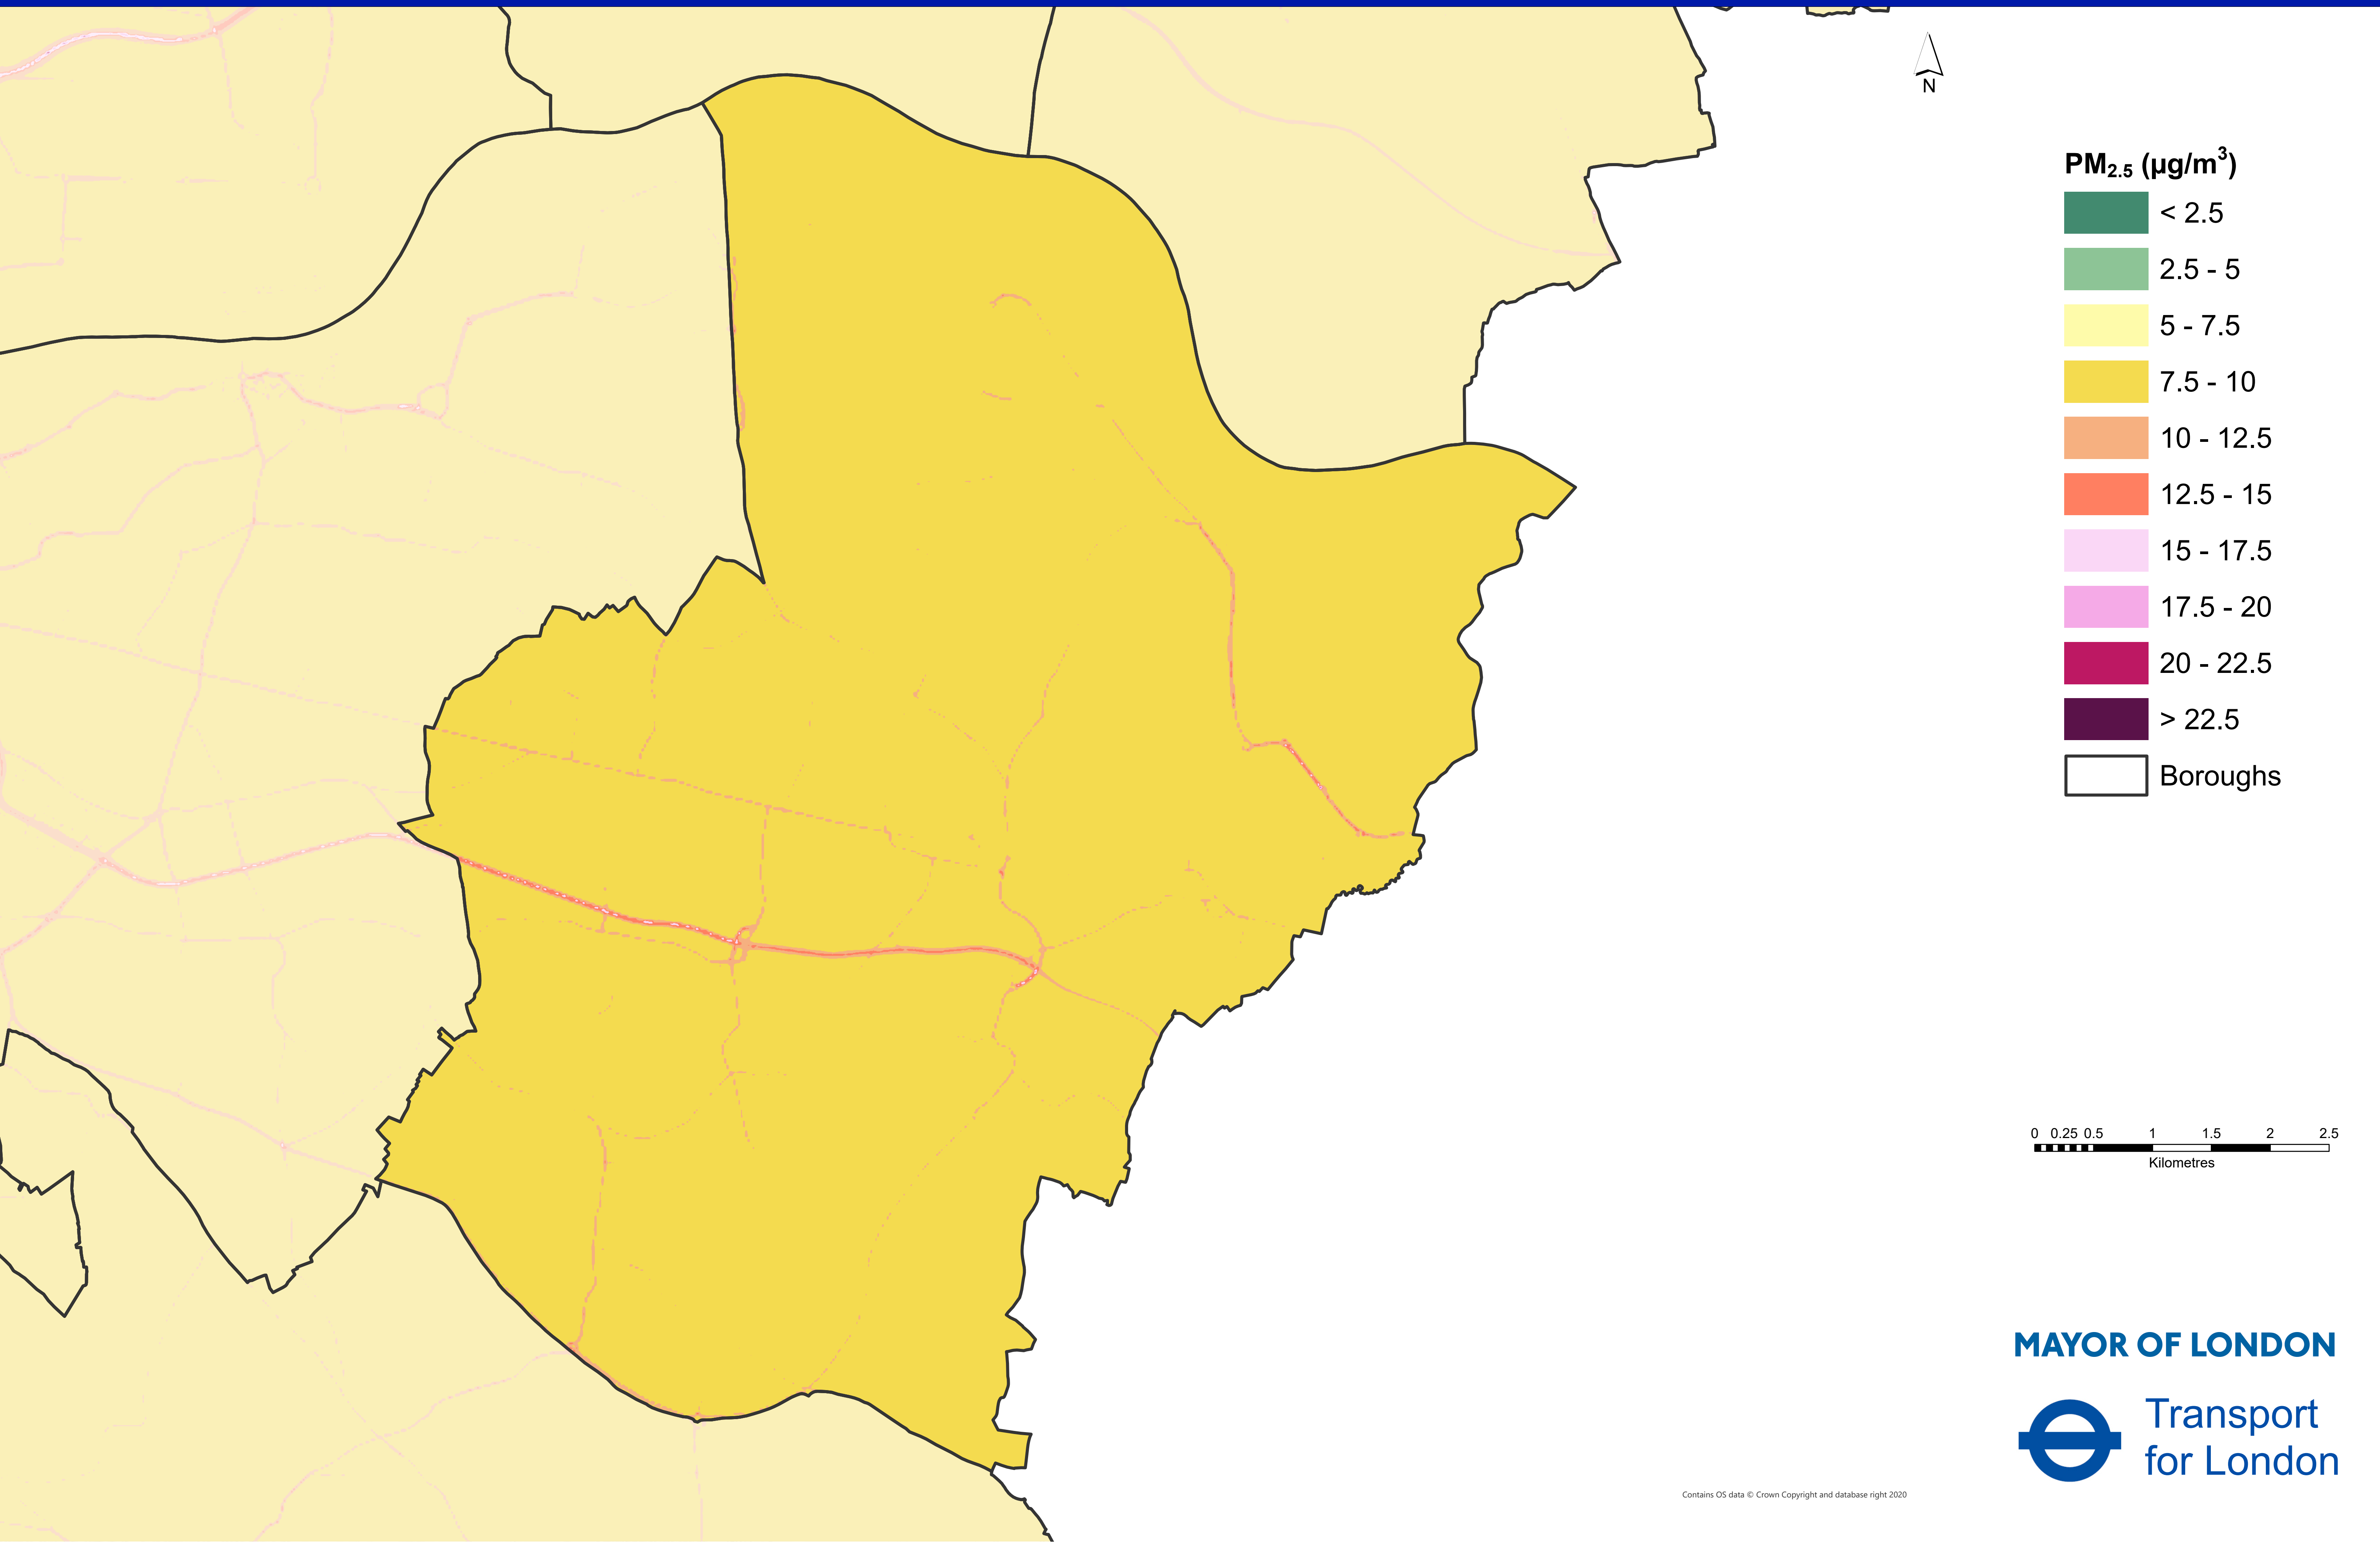 N
PM2.5 (µg/m³)
< 2.5
2.5 - 5
5 - 7.5
7.5 - 10
10 - 12.5
12.5 - 15
15 - 17.5
17.5 - 20
20 - 22.5
> 22.5
Boroughs
0 0.25 0.5 1 1.5 2 2.5
Kilometres
MAYOR OF LONDON
Transport
for London
Contains OS data © Crown Copyright and database right 2020